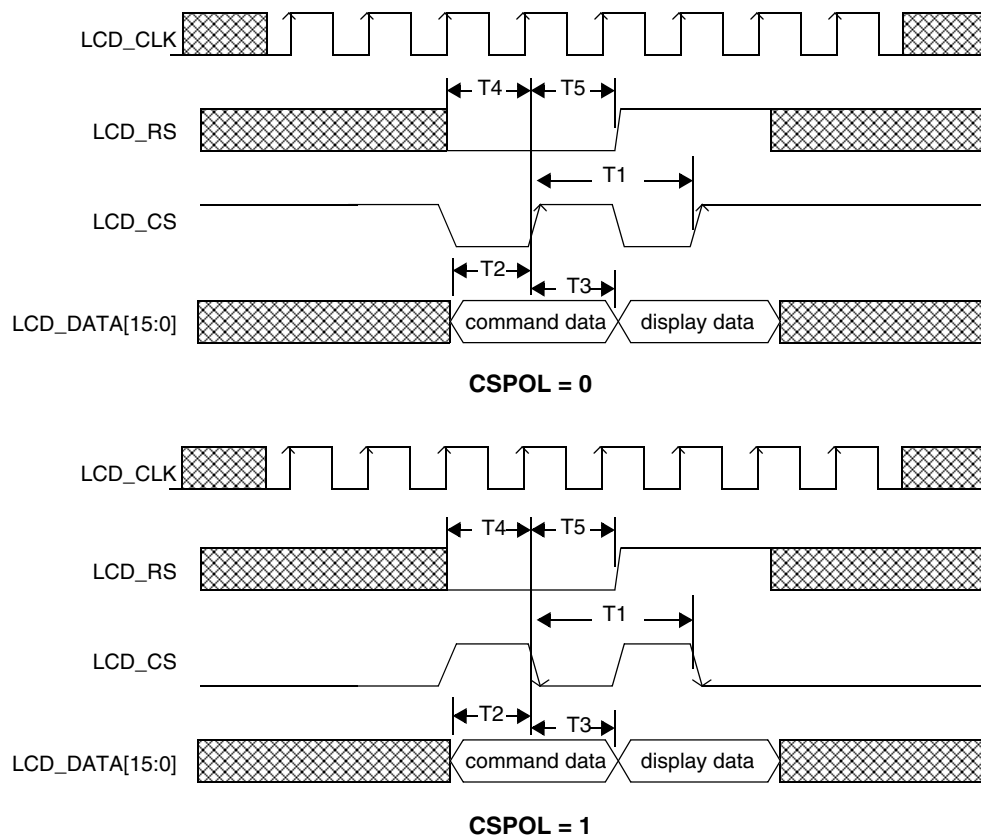 LCD_CLK
T4 T5
LCD_RS
T1
LCD_CS
T2 T3
LCD_DATA[15:0] command data display data
CSPOL = 0
LCD_CLK
T4 T5
LCD_RS
T1
LCD_CS
T2 T3
LCD_DATA[15:0] command data display data
CSPOL = 1